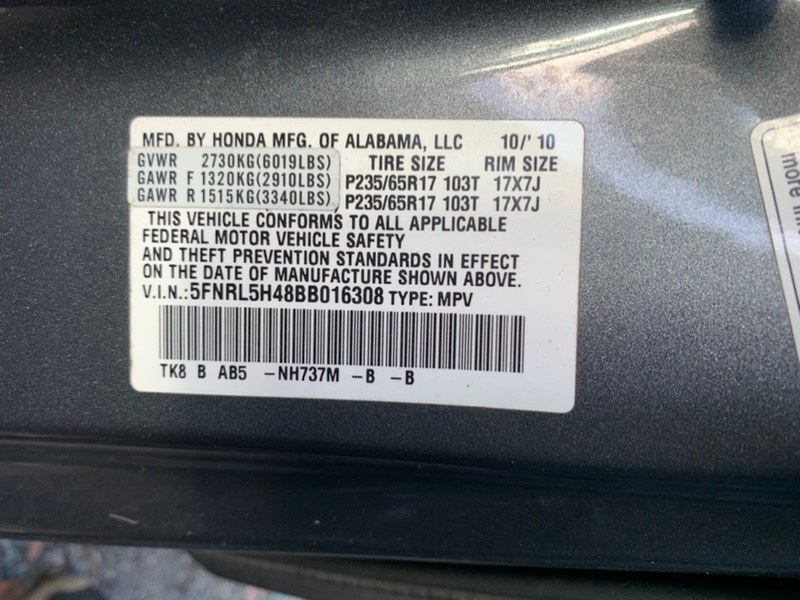 MFD. BY HONDA MFG. OF ALABAMA, LLC 10/' 10
GVWR 2730KG(6019LBS) TIRE SIZE RIM SIZE
GAWR F 1320KG(2910LBS) P235/65R17 103T 17X7J
GAWR R 1515KG(3340LBS) P235/65R17 103T 17X7J
THIS VEHICLE CONFORMS TO ALL APPLICABLE
FEDERAL MOTOR VEHICLE SAFETY
AND THEFT PREVENTION STANDARDS IN EFFECT
ON THE DATE OF MANUFACTURE SHOWN ABOVE.
V.I.N.:5FNRL5H48BB016308 TYPE: MPV
TK8 B AB5 -NH737M -B -B
more